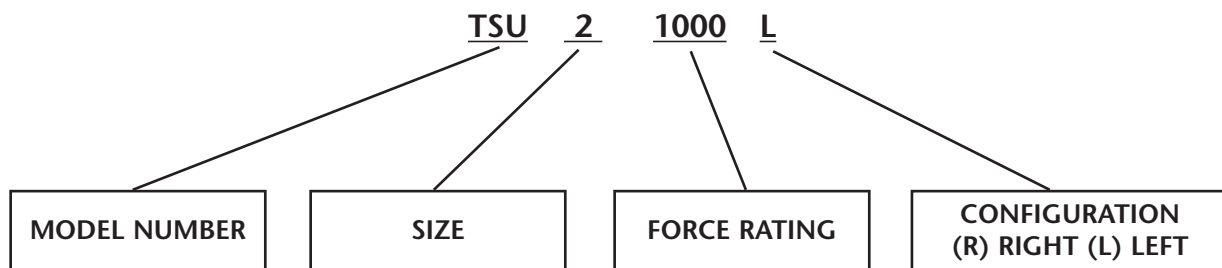 TSU 2 1000 L
MODEL NUMBER
SIZE
FORCE RATING
CONFIGURATION
(R) RIGHT (L) LEFT